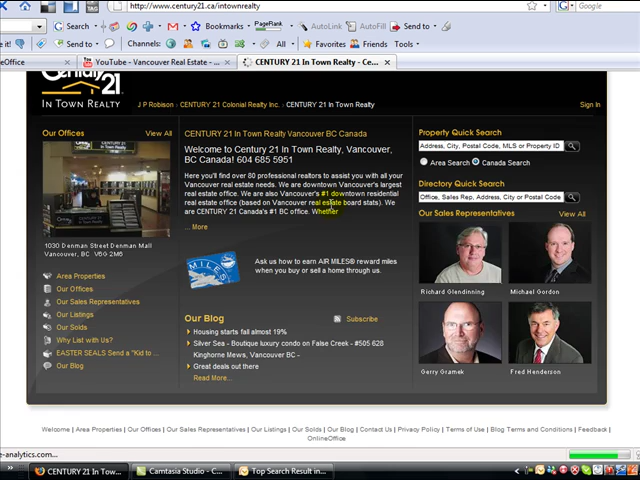 http://www.century21.ca/intownrealty
Search
Bookmarks
PageRank
AutoLink
AutoFill
Send to
Google
it!
Send to
Channels:
All
Favorites
Friends
Tools
eOffice
YouTube - Vancouver Real Estate - ...
CENTURY 21 In Town Realty - Ce...
Century 21
IN TOWN REALTY
J P Robison › CENTURY 21 Colonial Realty Inc. › CENTURY 21 In Town Realty
Sign In
Our Offices
View All
1030 Denman Street Denman Mall
Vancouver, BC V6G 2M6
Area Properties
Our Offices
Our Sales Representatives
Our Listings
Our Solds
Why List with Us?
EASTER SEALS Send a "Kid to ...
Our Blog
CENTURY 21 In Town Realty Vancouver BC Canada
Welcome to Century 21 In Town Realty, Vancouver,
BC Canada! 604 685 5951
Here you'll find over 80 professional realtors to assist you with all your
Vancouver real estate needs. We are downtown Vancouver's largest
real estate office. We are also Vancouver's #1 downtown residential
real estate office (based on Vancouver real estate board stats). We
are CENTURY 21 Canada's #1 BC office. Whether
... More
MILES
Ask us how to earn AIR MILES® reward miles
when you buy or sell a home through us.
Our Blog
Subscribe
Housing starts fall almost 19%
Silver Sea - Boutique luxury condo on False Creek - #505 628
Kinghorne Mews, Vancouver BC -
Great deals out there
Read More...
Property Quick Search
Address, City, Postal Code, MLS or Property ID
Area Search
Canada Search
Directory Quick Search
Office, Sales Rep, Address, City or Postal Code
Our Sales Representatives
View All
Richard Glendinning
Michael Gordon
Gerry Gramek
Fred Henderson
Welcome | Area Properties | Our Offices | Our Sales Representatives | Our Listings | Our Solds | Our Blog | Contact Us | Privacy Policy | Terms of Use | Blog Terms and Conditions | Feedback |
OnlineOffice
e-analytics.com...
CENTURY 21 In Tow...
Camtasia Studio - C...
Top Search Result in...